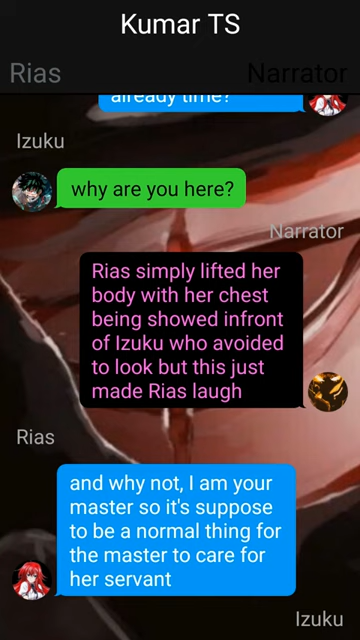 Kumar TS
Rias
Narrator
already time?
Izuku
why are you here?
Narrator
Rias simply lifted her
body with her chest
being showed infront
of Izuku who avoided
to look but this just
made Rias laugh
Rias
and why not, I am your
master so it's suppose
to be a normal thing for
the master to care for
her servant
Izuku